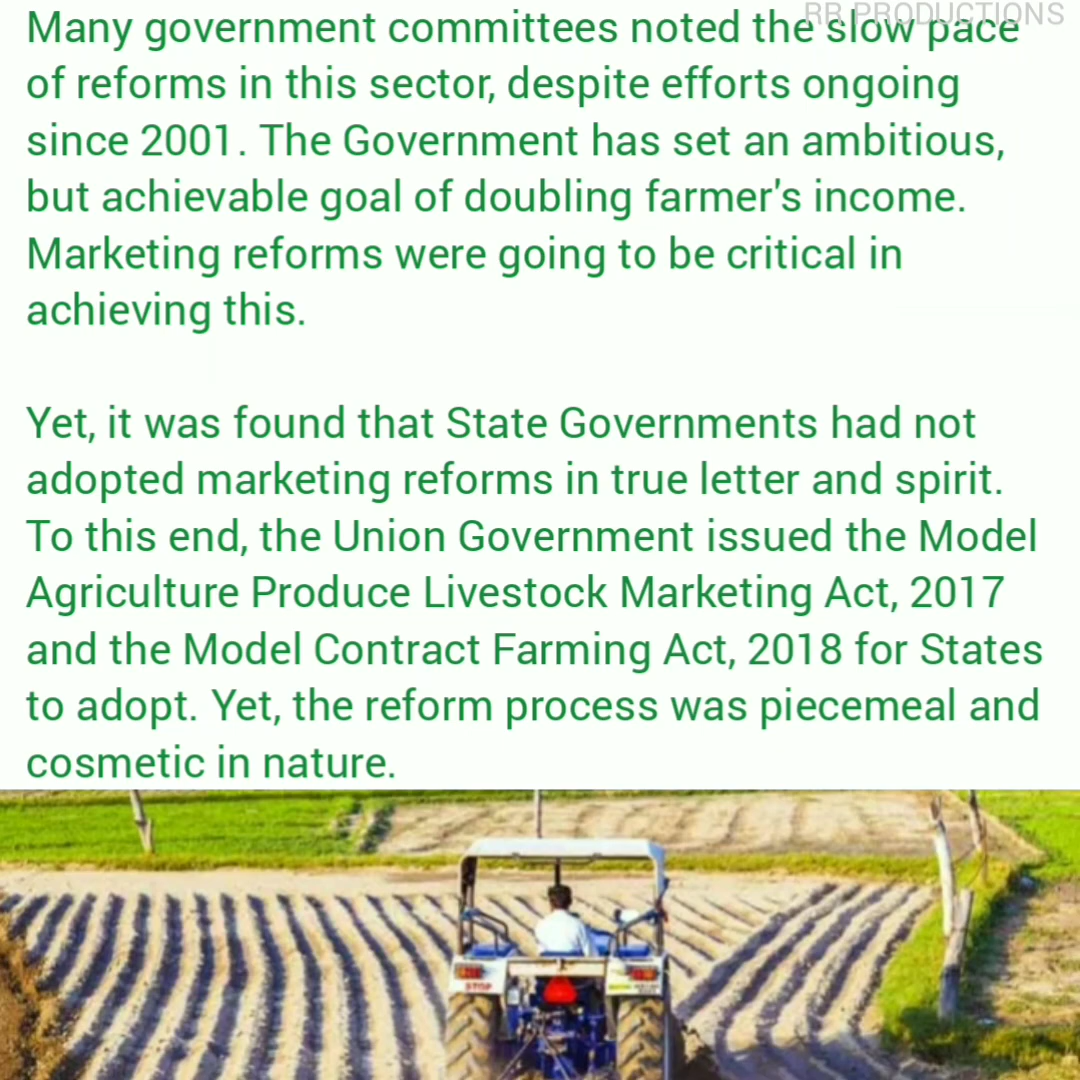 RR PRODUCTIONS
Many government committees noted the slow pace
of reforms in this sector, despite efforts ongoing
since 2001. The Government has set an ambitious,
but achievable goal of doubling farmer's income.
Marketing reforms were going to be critical in
achieving this.
Yet, it was found that State Governments had not
adopted marketing reforms in true letter and spirit.
To this end, the Union Government issued the Model
Agriculture Produce Livestock Marketing Act, 2017
and the Model Contract Farming Act, 2018 for States
to adopt. Yet, the reform process was piecemeal and
cosmetic in nature.
STOP